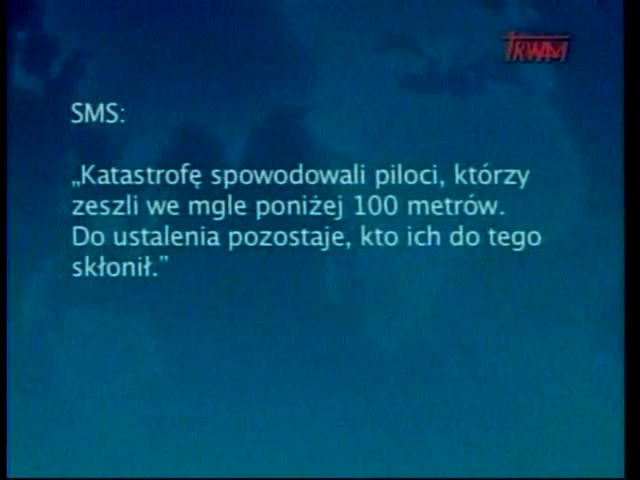 TRWAM
SMS:
„Katastrofę spowodowali piloci, którzy
zeszli we mgle poniżej 100 metrów.
Do ustalenia pozostaje, kto ich do tego
skłonił.”